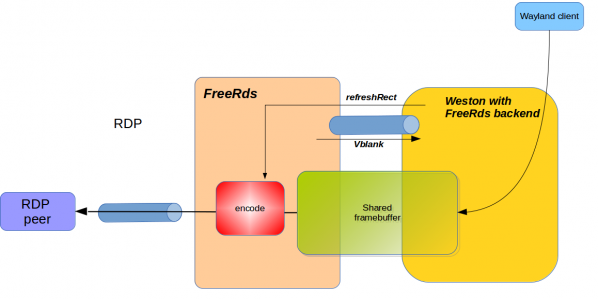 Wayland client
FreeRds
refreshRect
Weston with
FreeRds backend
RDP
Vblank
RDP
peer
encode
Shared
framebuffer